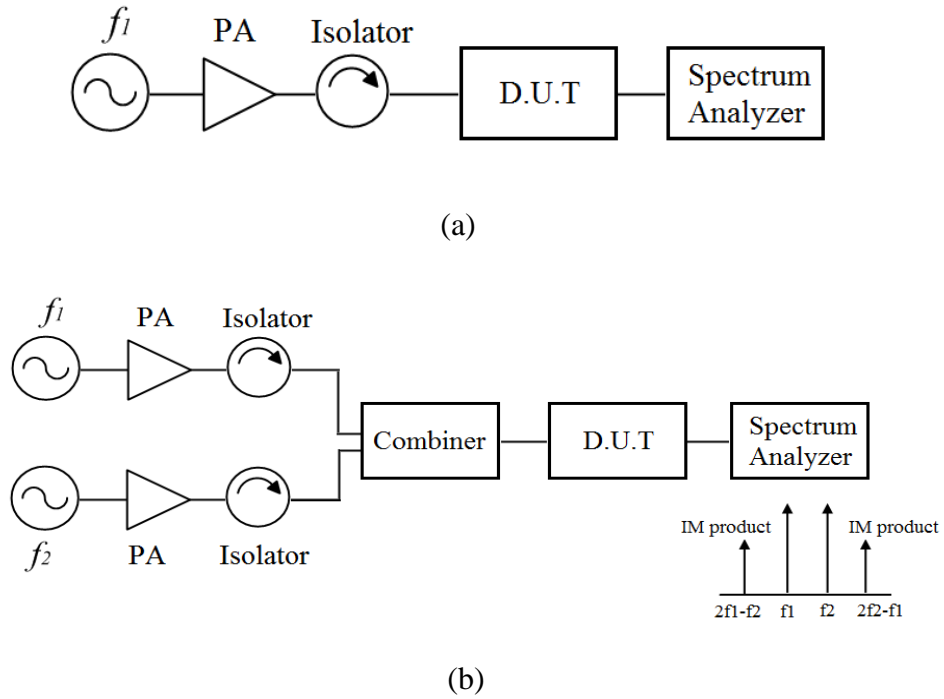 f1
PA
Isolator
D.U.T
Spectrum
Analyzer
(a)
f1
PA
Isolator
Combiner
D.U.T
Spectrum
Analyzer
f2
PA
Isolator
IM product
IM product
2f1-f2
f1
f2
2f2-f1
(b)